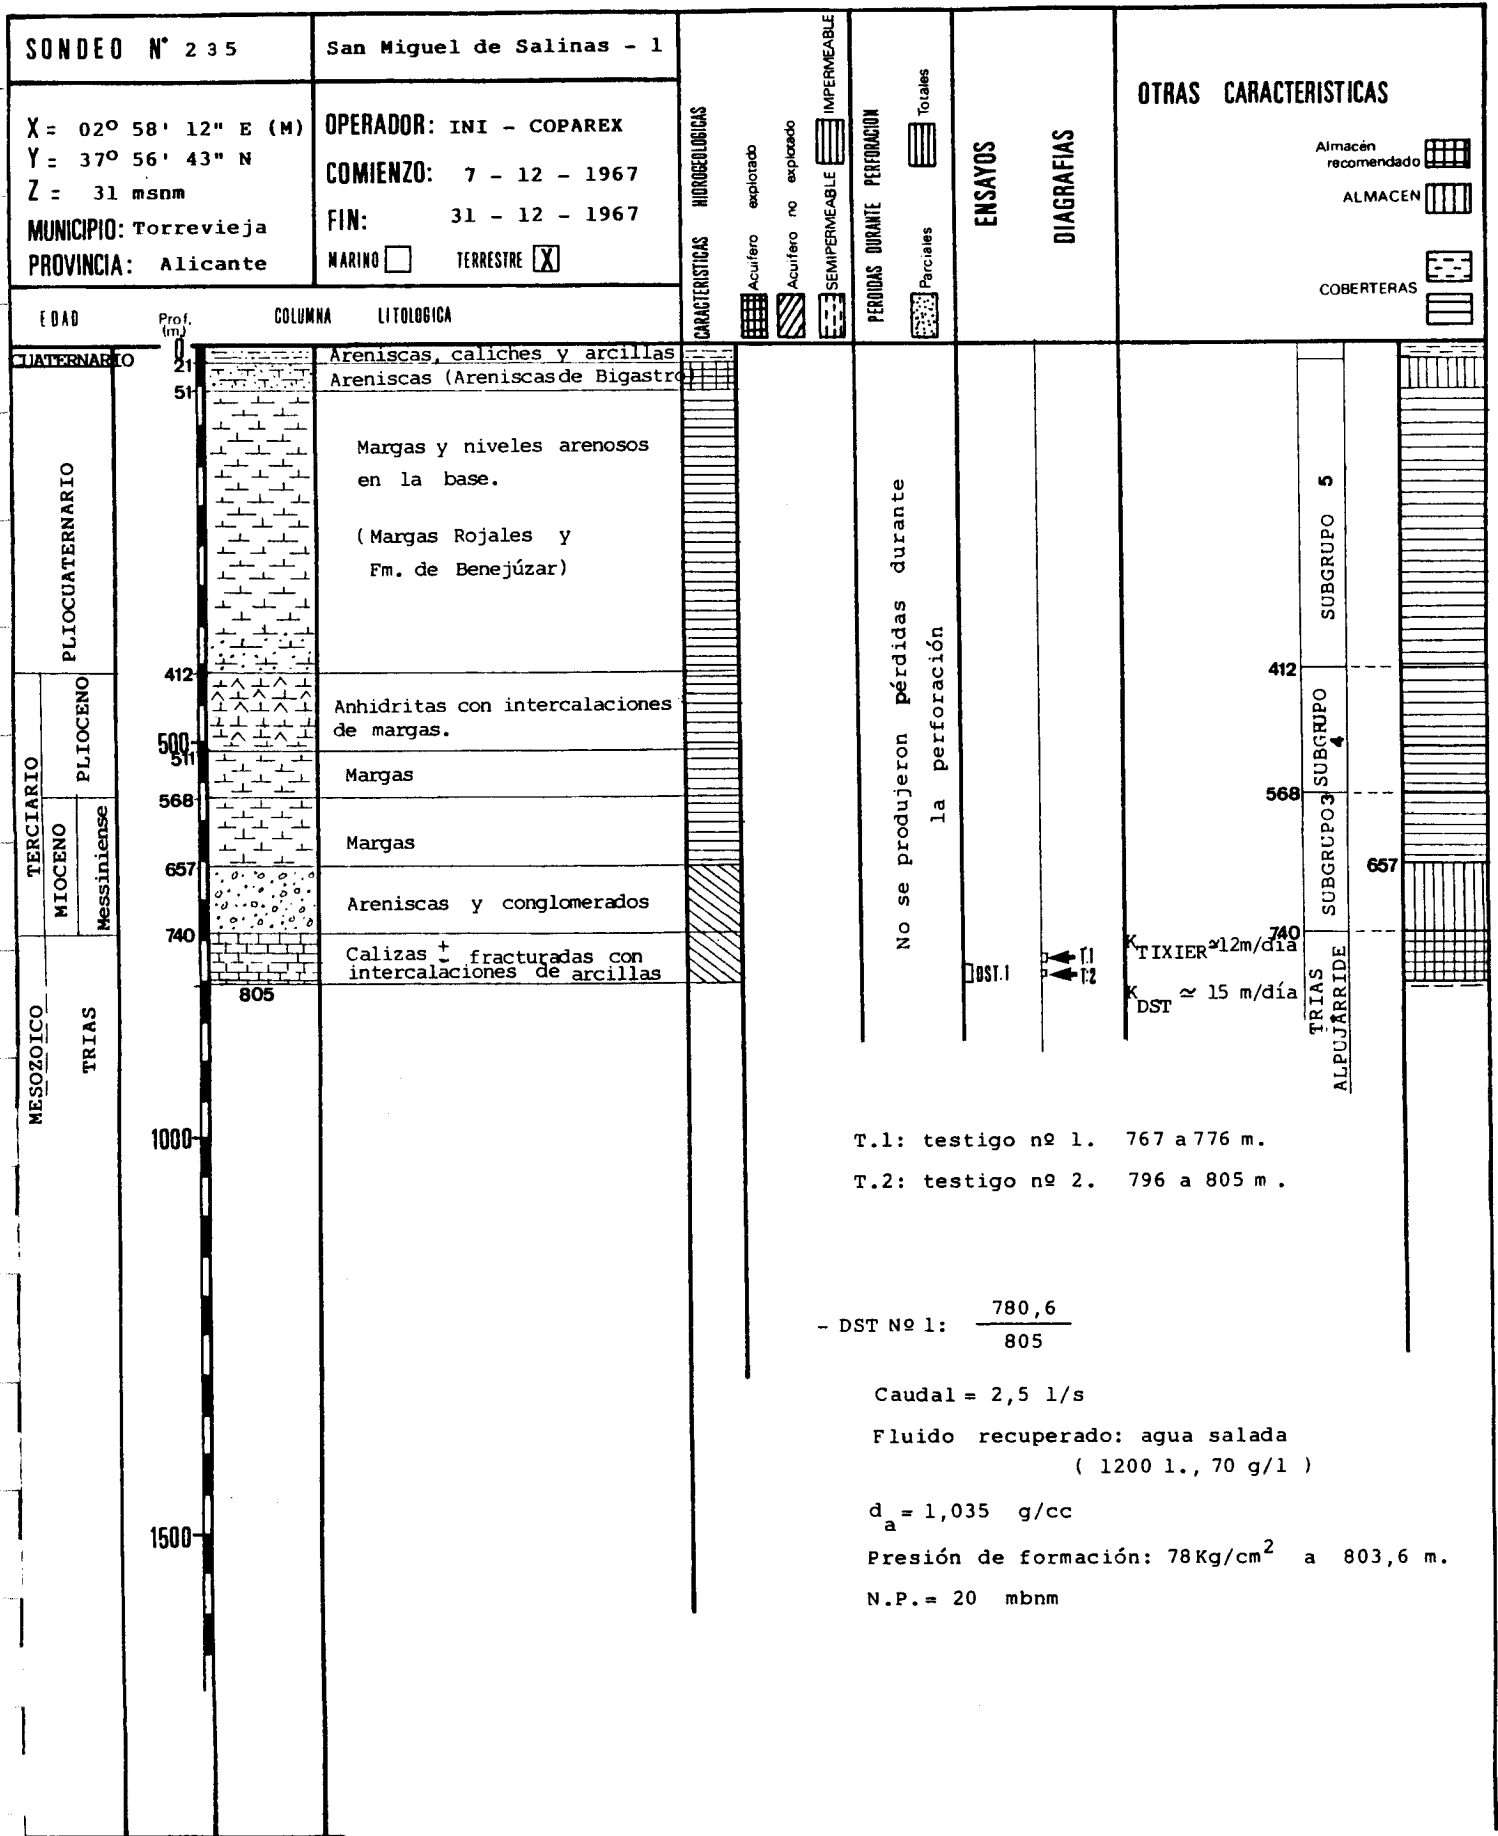 SONDEO Nº 235
San Miguel de Salinas - 1
X = 02º 58' 12" E (M)
Y = 37º 56' 43" N
Z = 31 msnm
MUNICIPIO: Torrevieja
PROVINCIA: Alicante
OPERADOR: INI - COPAREX
COMIENZO: 7 - 12 - 1967
FIN: 31 - 12 - 1967
MARINO TERRESTRE X
CARACTERISTICAS HIDROGEOLOGICAS
Acuífero explotado
Acuífero no explotado
SEMIPERMEABLE
IMPERMEABLE
PERDIDAS DURANTE PERFORACION
Parciales
Totales
ENSAYOS
DIAGRAFIAS
OTRAS CARACTERISTICAS
Almacén
recomendado
ALMACEN
COBERTERAS
EDAD
Prof.
(m)
COLUMNA LITOLOGICA
CUATERNARIO
0
21
51
412
500
511
568
657
740
805
1000
1500
PLIOCUATERNARIO
TERCIARIO
PLIOCENO
MIOCENO
Messiniense
MESOZOICO
TRIAS
Areniscas, caliches y arcillas
Areniscas (Areniscas de Bigastro)
Margas y niveles arenosos
en la base.
(Margas Rojales y
Fm. de Benejúzar)
Anhidritas con intercalaciones
de margas.
Margas
Margas
Areniscas y conglomerados
Calizas ± fracturadas con
intercalaciones de arcillas
No se produjeron pérdidas durante
la perforación
DST.1
T.1
T.2
K TIXIER ≃12m/día
K DST ≃ 15 m/día
SUBGRUPO 5
412
SUBGRUPO
4
568
SUBGRUPO 3
657
740
TRIAS
ALPUJARRIDE
T.1: testigo nº 1. 767 a 776 m.
T.2: testigo nº 2. 796 a 805 m.
- DST Nº 1: 780,6
805
Caudal = 2,5 l/s
Fluido recuperado: agua salada
( 1200 l., 70 g/l )
da = 1,035 g/cc
Presión de formación: 78Kg/cm² a 803,6 m.
N.P. = 20 mbnm